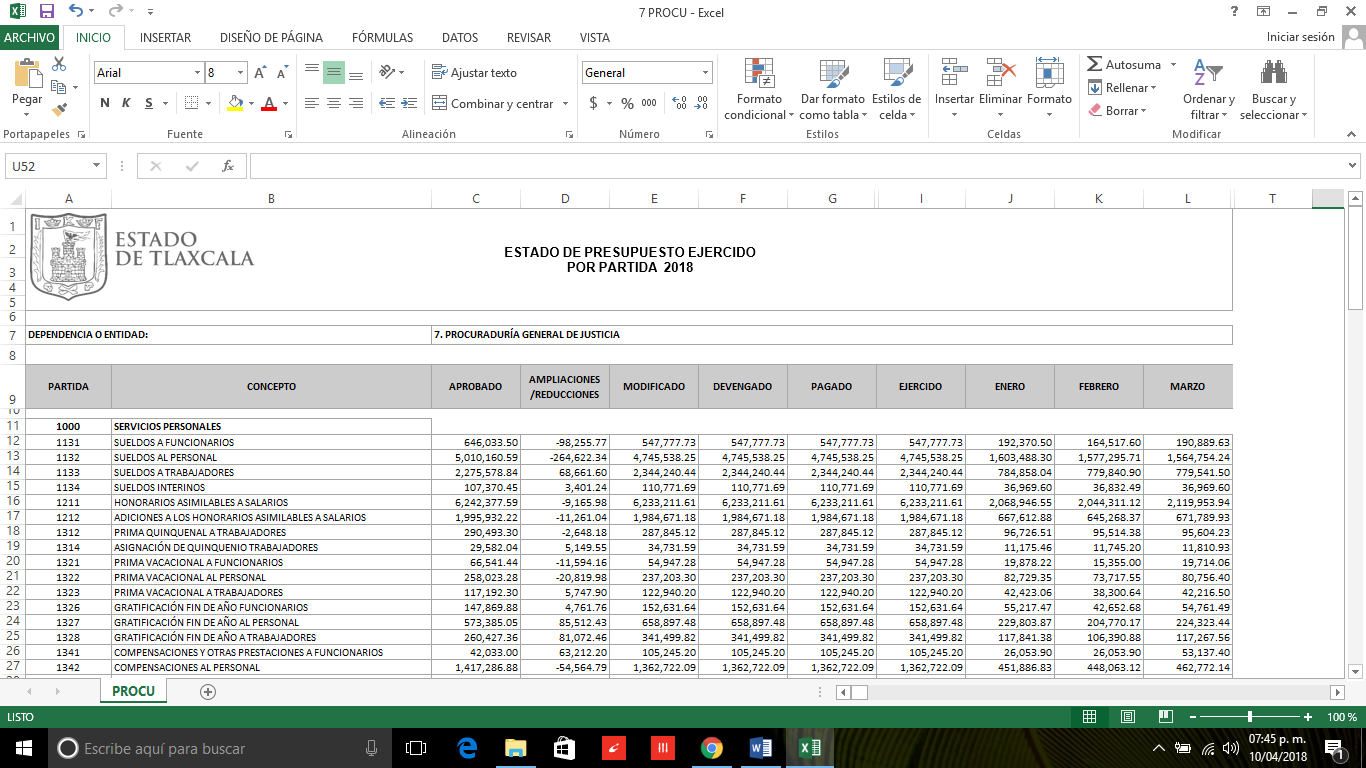 7 PROCU - Excel
ARCHIVO INICIO INSERTAR DISEÑO DE PÁGINA FÓRMULAS DATOS REVISAR VISTA Iniciar sesión
Arial 8 Ajustar texto General Autosuma
Pegar Rellenar
N K S Combinar y centrar $ % 000 Formato condicional Dar formato como tabla Estilos de celda Insertar Eliminar Formato Borrar Ordenar y filtrar Buscar y seleccionar
Portapapeles Fuente Alineación Número Estilos Celdas Modificar
U52 fx
A B C D E F G I J K L T
1
ESTADO
DE TLAXCALA
2 ESTADO DE PRESUPUESTO EJERCIDO
3 POR PARTIDA 2018
4
5
6
7 DEPENDENCIA O ENTIDAD: 7. PROCURADURÍA GENERAL DE JUSTICIA
8
9 PARTIDA CONCEPTO APROBADO AMPLIACIONES /REDUCCIONES MODIFICADO DEVENGADO PAGADO EJERCIDO ENERO FEBRERO MARZO
10
11 1000 SERVICIOS PERSONALES
12 1131 SUELDOS A FUNCIONARIOS 646,033.50 -98,255.77 547,777.73 547,777.73 547,777.73 547,777.73 192,370.50 164,517.60 190,889.63
13 1132 SUELDOS AL PERSONAL 5,010,160.59 -264,622.34 4,745,538.25 4,745,538.25 4,745,538.25 4,745,538.25 1,603,488.30 1,577,295.71 1,564,754.24
14 1133 SUELDOS A TRABAJADORES 2,275,578.84 68,661.60 2,344,240.44 2,344,240.44 2,344,240.44 2,344,240.44 784,858.04 779,840.90 779,541.50
15 1134 SUELDOS INTERINOS 107,370.45 3,401.24 110,771.69 110,771.69 110,771.69 110,771.69 36,969.60 36,832.49 36,969.60
16 1211 HONORARIOS ASIMILABLES A SALARIOS 6,242,377.59 -9,165.98 6,233,211.61 6,233,211.61 6,233,211.61 6,233,211.61 2,068,946.55 2,044,311.12 2,119,953.94
17 1212 ADICIONES A LOS HONORARIOS ASIMILABLES A SALARIOS 1,995,932.22 -11,261.04 1,984,671.18 1,984,671.18 1,984,671.18 1,984,671.18 667,612.88 645,268.37 671,789.93
18 1312 PRIMA QUINQUENAL A TRABAJADORES 290,493.30 -2,648.18 287,845.12 287,845.12 287,845.12 287,845.12 96,726.51 95,514.38 95,604.23
19 1314 ASIGNACIÓN DE QUINQUENIO TRABAJADORES 29,582.04 5,149.55 34,731.59 34,731.59 34,731.59 34,731.59 11,175.46 11,745.20 11,810.93
20 1321 PRIMA VACACIONAL A FUNCIONARIOS 66,541.44 -11,594.16 54,947.28 54,947.28 54,947.28 54,947.28 19,878.22 15,355.00 19,714.06
21 1322 PRIMA VACACIONAL AL PERSONAL 258,023.28 -20,819.98 237,203.30 237,203.30 237,203.30 237,203.30 82,729.35 73,717.55 80,756.40
22 1323 PRIMA VACACIONAL A TRABAJADORES 117,192.30 5,747.90 122,940.20 122,940.20 122,940.20 122,940.20 42,423.06 38,300.64 42,216.50
23 1326 GRATIFICACIÓN FIN DE AÑO FUNCIONARIOS 147,869.88 4,761.76 152,631.64 152,631.64 152,631.64 152,631.64 55,217.47 42,652.68 54,761.49
24 1327 GRATIFICACIÓN FIN DE AÑO AL PERSONAL 573,385.05 85,512.43 658,897.48 658,897.48 658,897.48 658,897.48 229,803.87 204,770.17 224,323.44
25 1328 GRATIFICACIÓN FIN DE AÑO A TRABAJADORES 260,427.36 81,072.46 341,499.82 341,499.82 341,499.82 341,499.82 117,841.38 106,390.88 117,267.56
26 1341 COMPENSACIONES Y OTRAS PRESTACIONES A FUNCIONARIOS 42,033.00 63,212.20 105,245.20 105,245.20 105,245.20 105,245.20 26,053.90 26,053.90 53,137.40
27 1342 COMPENSACIONES AL PERSONAL 1,417,286.88 -54,564.79 1,362,722.09 1,362,722.09 1,362,722.09 1,362,722.09 451,886.83 448,063.12 462,772.14
PROCU
LISTO 100 %
Escribe aquí para buscar 07:45 p. m.
10/04/2018 1